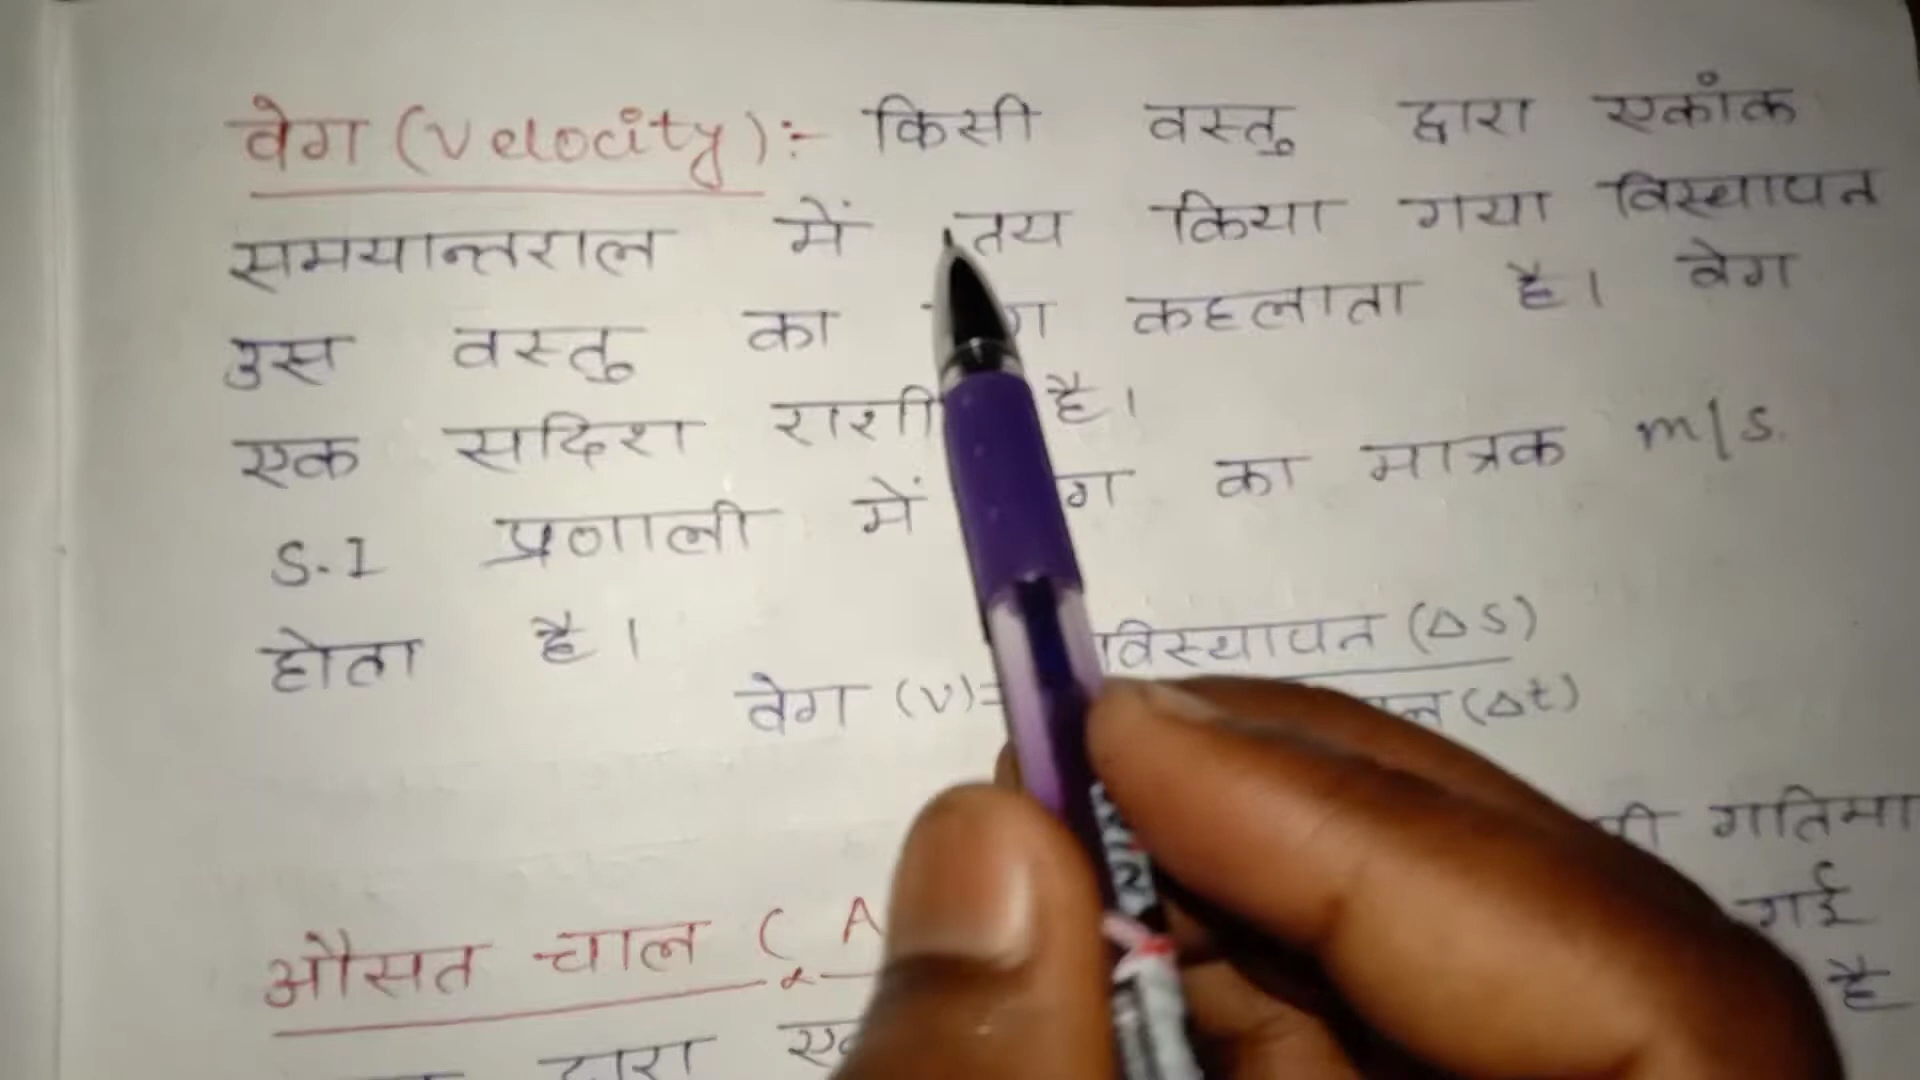 वेग (Velocity):- किसी वस्तु द्वारा एकांक
समयान्तराल में तय किया गया विस्थापन
उस वस्तु का कहलाता है। वेग
एक सदिश राशी है।
S.I प्रणाली में का मात्रक m/s.
होता है।
विस्थापन (Δs)
वेग (v)=
(Δt)
गतिमा
गई
औसत चाल ( A
है
द्वारा